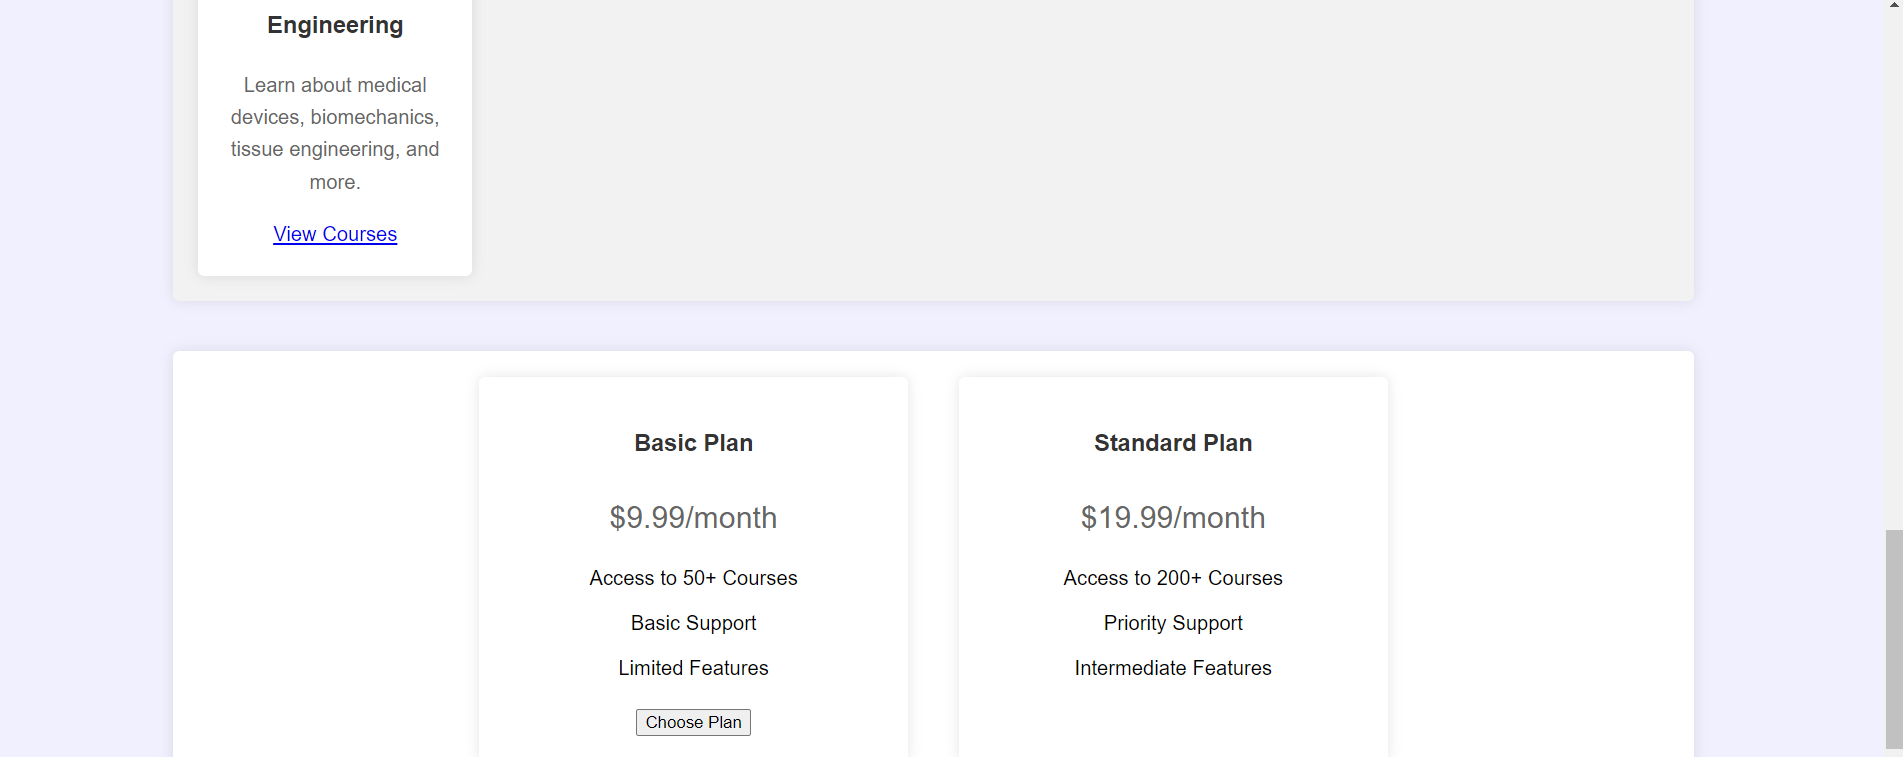 Engineering
Learn about medical
devices, biomechanics,
tissue engineering, and
more.
View Courses
Basic Plan
$9.99/month
Access to 50+ Courses
Basic Support
Limited Features
Choose Plan
Standard Plan
$19.99/month
Access to 200+ Courses
Priority Support
Intermediate Features